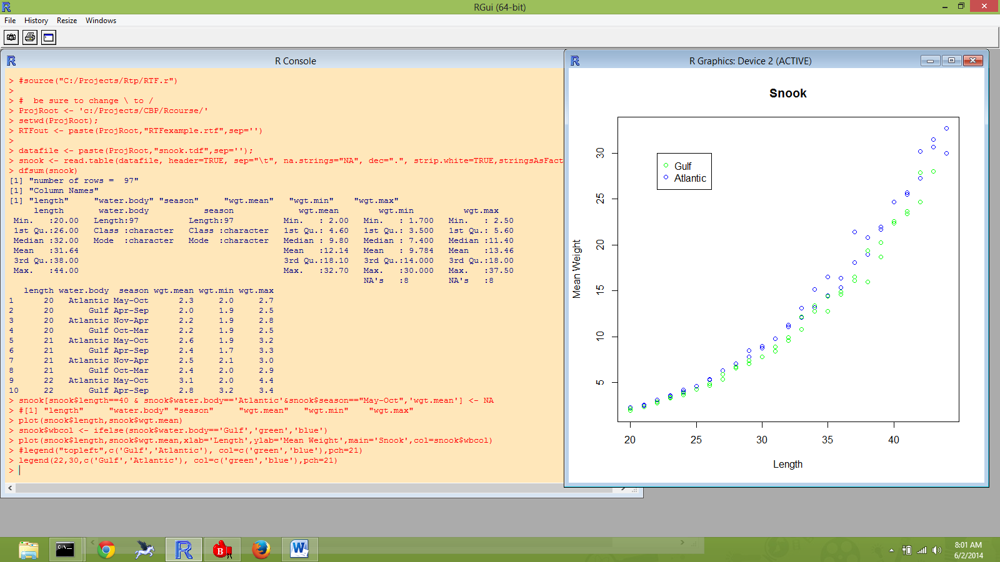 RGui (64-bit)
File History Resize Windows
R Console
> #source("C:/Projects/Rtp/RTF.r")
>
> #  be sure to change \ to /
> ProjRoot <- 'c:/Projects/CBP/Rcourse/'
> setwd(ProjRoot);
> RTFout <- paste(ProjRoot,"RTFexample.rtf",sep='')
>
> datafile <- paste(ProjRoot,"snook.tdf",sep='');
> snook <- read.table(datafile, header=TRUE, sep="\t", na.strings="NA", dec=".", strip.white=TRUE,stringsAsFact
> dfsum(snook)
[1] "number of rows =  97"
[1] "Column Names"
[1] "length"     "water.body" "season"     "wgt.mean"   "wgt.min"    "wgt.max"
length water.body season wgt.mean wgt.min wgt.max
Min.   :20.00   Length:97   Length:97   Min.   : 2.00   Min.   : 1.700   Min.   : 2.50
1st Qu.:26.00   Class :character   Class :character   1st Qu.: 4.60   1st Qu.: 3.500   1st Qu.: 5.60
Median :32.00   Mode  :character   Mode  :character   Median : 9.80   Median : 7.400   Median :11.40
Mean   :31.64   Mean   :12.14   Mean   : 9.784   Mean   :13.46
3rd Qu.:38.00   3rd Qu.:18.10   3rd Qu.:14.000   3rd Qu.:18.00
Max.   :44.00   Max.   :32.70   Max.   :30.000   Max.   :37.50
NA's   :8   NA's   :8
length water.body season wgt.mean wgt.min wgt.max
1 20 Atlantic May-Oct 2.3 2.0 2.7
2 20 Gulf Apr-Sep 2.0 1.9 2.5
3 20 Atlantic Nov-Apr 2.2 1.9 2.8
4 20 Gulf Oct-Mar 2.2 1.9 2.5
5 21 Atlantic May-Oct 2.6 1.9 3.2
6 21 Gulf Apr-Sep 2.4 1.7 3.3
7 21 Atlantic Nov-Apr 2.5 2.1 3.0
8 21 Gulf Oct-Mar 2.4 2.0 2.9
9 22 Atlantic May-Oct 3.1 2.0 4.4
10 22 Gulf Apr-Sep 2.8 3.2 3.4
> snook[snook$length==40 & snook$water.body=='Atlantic'&snook$season=="May-Oct",'wgt.mean'] <- NA
> #[1] "length"     "water.body" "season"     "wgt.mean"   "wgt.min"    "wgt.max"
> plot(snook$length,snook$wgt.mean)
> snook$wbcol <- ifelse(snook$water.body=='Gulf','green','blue')
> plot(snook$length,snook$wgt.mean,xlab='Length',ylab='Mean Weight',main='Snook',col=snook$wbcol)
> #legend("topleft",c('Gulf','Atlantic'), col=c('green','blue'),pch=21)
> legend(22,30,c('Gulf','Atlantic'), col=c('green','blue'),pch=21)
>
R Graphics: Device 2 (ACTIVE)
Snook
Gulf
Atlantic
Mean Weight
30
25
20
15
10
5
20 25 30 35 40
Length
8:01 AM
6/2/2014